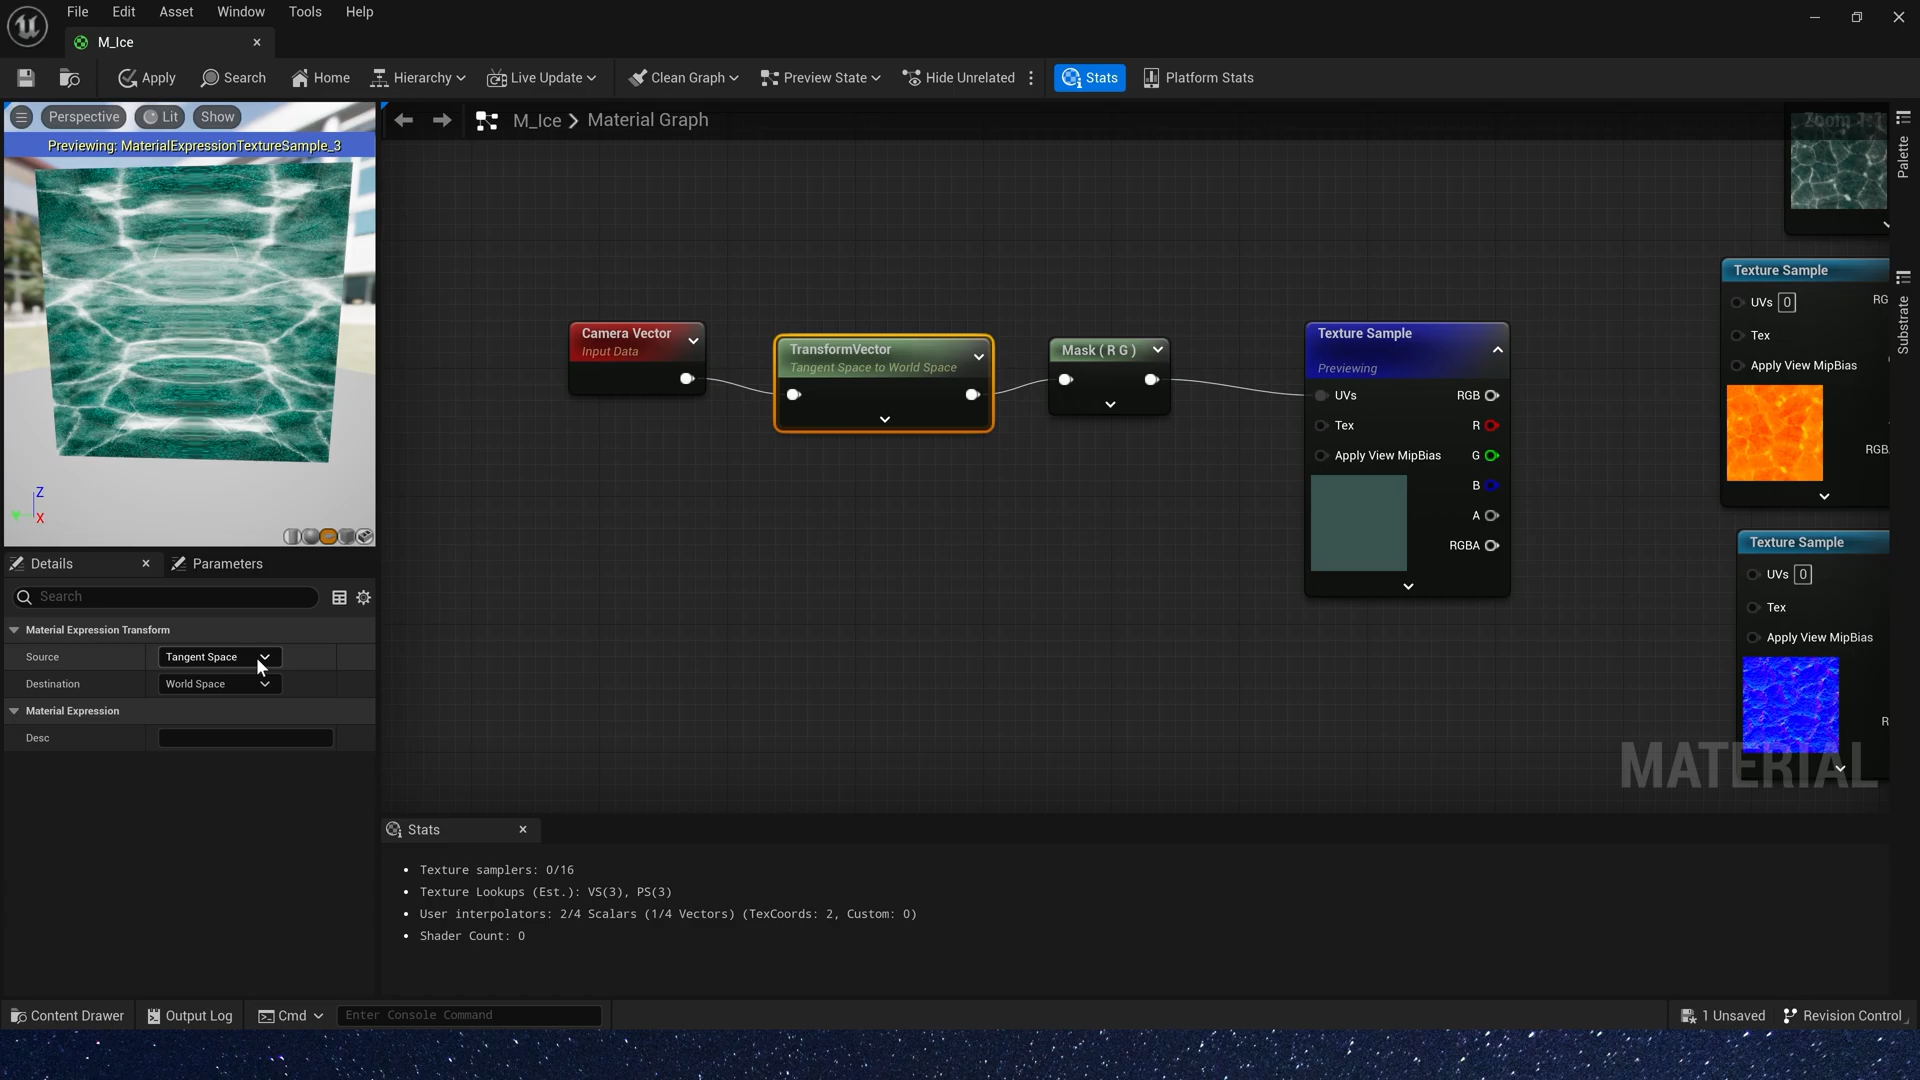 File Edit Asset Window Tools Help
M_Ice
Apply Search Home Hierarchy Live Update Clean Graph Preview State Hide Unrelated Stats Platform Stats
Perspective Lit Show
Previewing: MaterialExpressionTextureSample_3
M_Ice > Material Graph
Zoom 1:1
Palette
Substrate
Camera Vector
Input Data
TransformVector
Tangent Space to World Space
Mask ( R G )
Texture Sample
Previewing
UVs RGB
Tex R
Apply View MipBias G
B
A
RGBA
Texture Sample
UVs 0 RG
Tex
Apply View MipBias
RGB
Texture Sample
UVs 0
Tex
Apply View MipBias
R
MATERIAL
Z
Y
X
Details Parameters
Search
Material Expression Transform
Source Tangent Space
Destination World Space
Material Expression
Desc
Stats
• Texture samplers: 0/16
• Texture Lookups (Est.): VS(3), PS(3)
• User interpolators: 2/4 Scalars (1/4 Vectors) (TexCoords: 2, Custom: 0)
• Shader Count: 0
Content Drawer Output Log Cmd Enter Console Command 1 Unsaved Revision Control